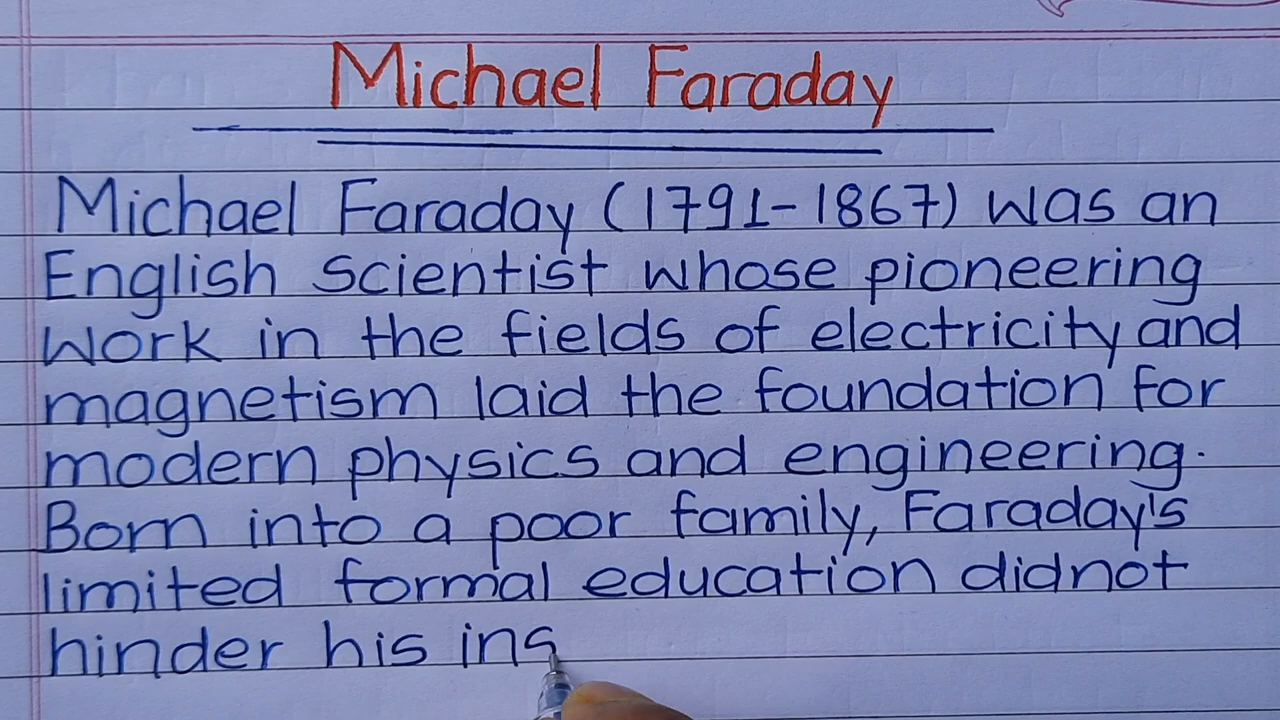 Michael Faraday
Michael Faraday (1791-1867) was an
English Scientist whose pioneering
work in the fields of electricity and
magnetism laid the foundation for
modern physics and engineering.
Born into a poor family, Faraday's
limited formal education didnot
hinder his ins